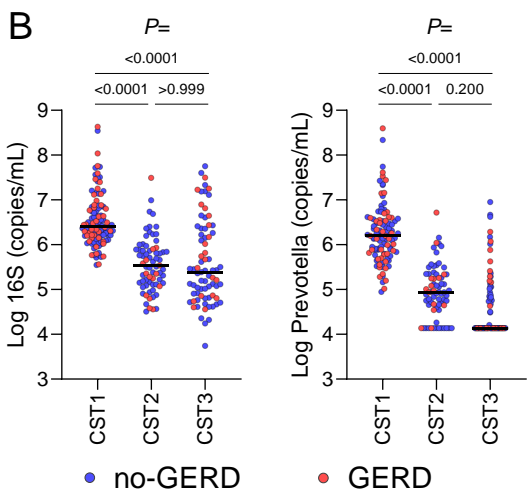 B
P=
<0.0001
<0.0001 >0.999
Log 16S (copies/mL)
9
8
7
6
5
4
3
CST1
CST2
CST3
P=
<0.0001
<0.0001 0.200
Log Prevotella (copies/mL)
9
8
7
6
5
4
3
CST1
CST2
CST3
no-GERD
GERD